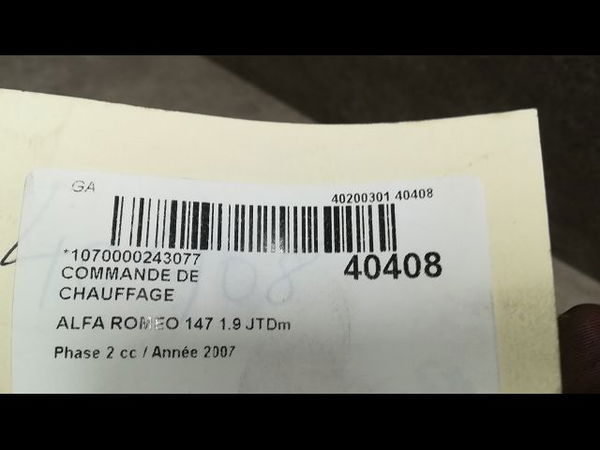 GA
40200301 40408
*1070000243077
40408
COMMANDE DE
CHAUFFAGE
ALFA ROMEO 147 1.9 JTDm
Phase 2 cc / Année 2007